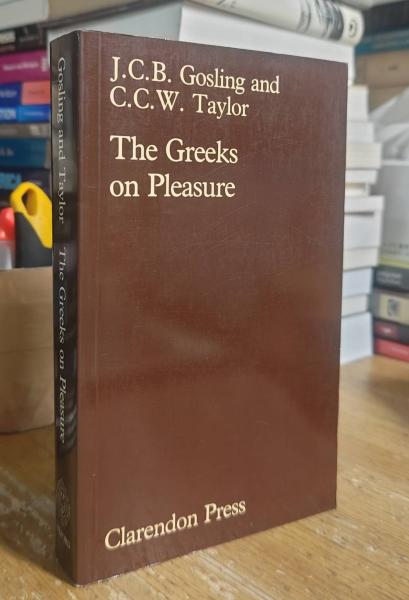 J.C.B. Gosling and
C.C.W. Taylor
The Greeks
on Pleasure
Clarendon Press
Gosling and Taylor The Greeks on Pleasure